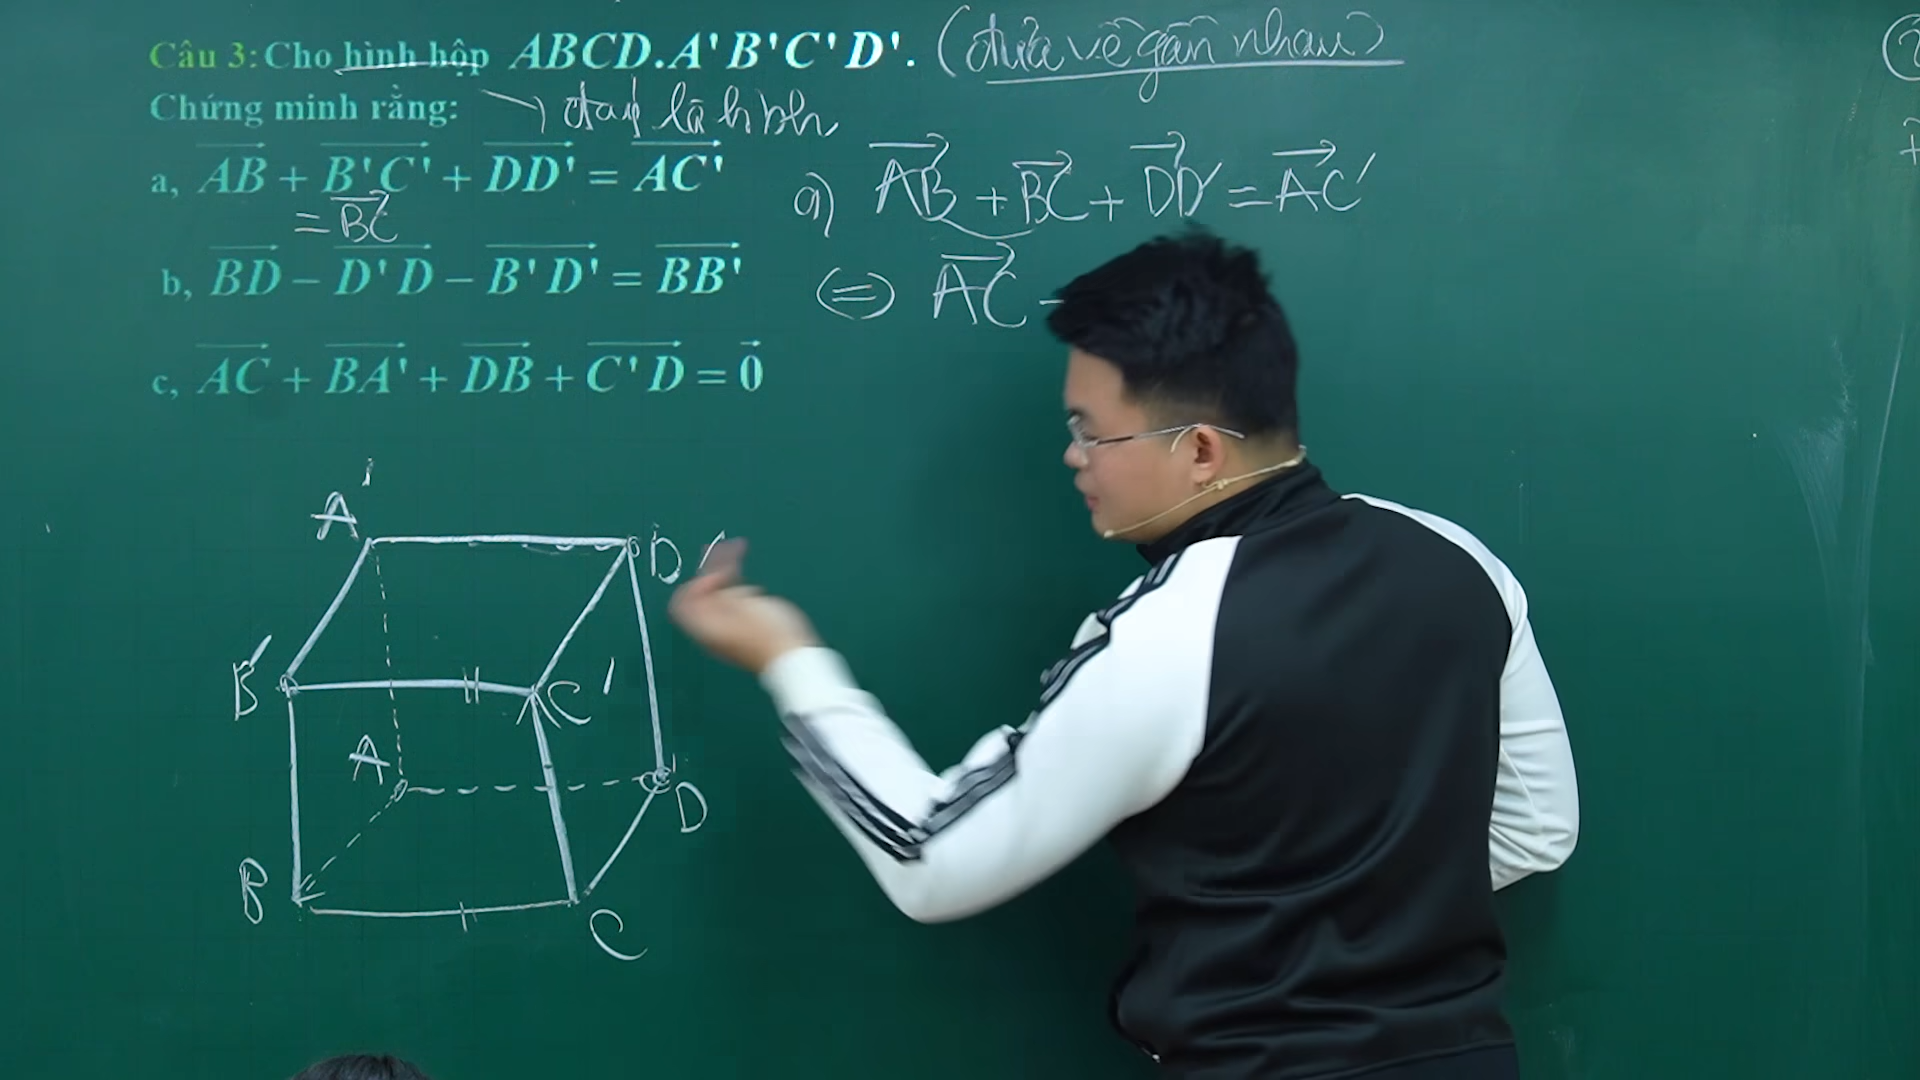 Câu 3: Cho hình hộp ABCD.A'B'C'D'. (đưa về gần nhau)
Chứng minh rằng: → đáy là hbh
a, AB + B'C' + DD' = AC'
= BC
b, BD − D'D − B'D' = BB'
c, AC + BA' + DB + C'D = 0
a) AB + BC + DD' = AC'
(=) AC -
A'
D'
B'
C'
A
D
B
C